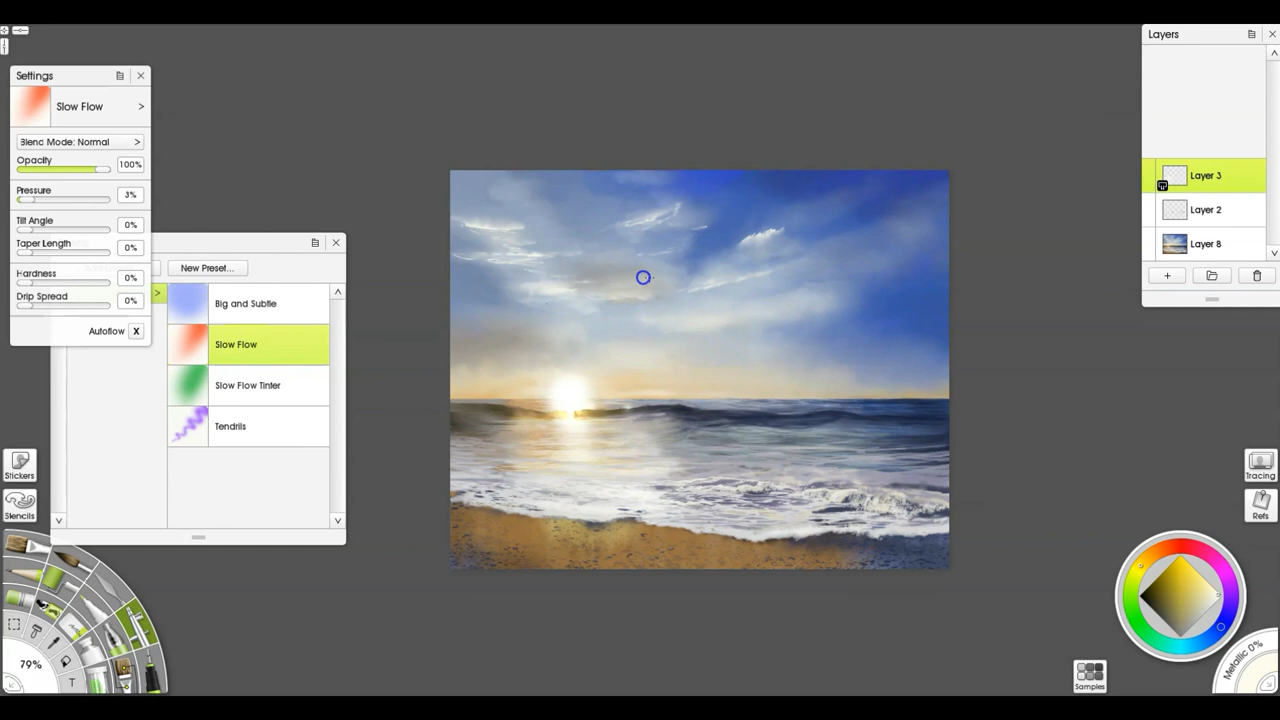 Settings
Slow Flow
Blend Mode: Normal
Opacity
100%
Pressure
3%
Tilt Angle
0%
Taper Length
0%
Hardness
0%
Drip Spread
0%
Autoflow X
New Preset...
Big and Subtle
Slow Flow
Slow Flow Tinter
Tendrils
Stickers
Stencils
79%
T
Layers
Layer 3
Layer 2
Layer 8
Tracing
Refs
Samples
Metallic 0%